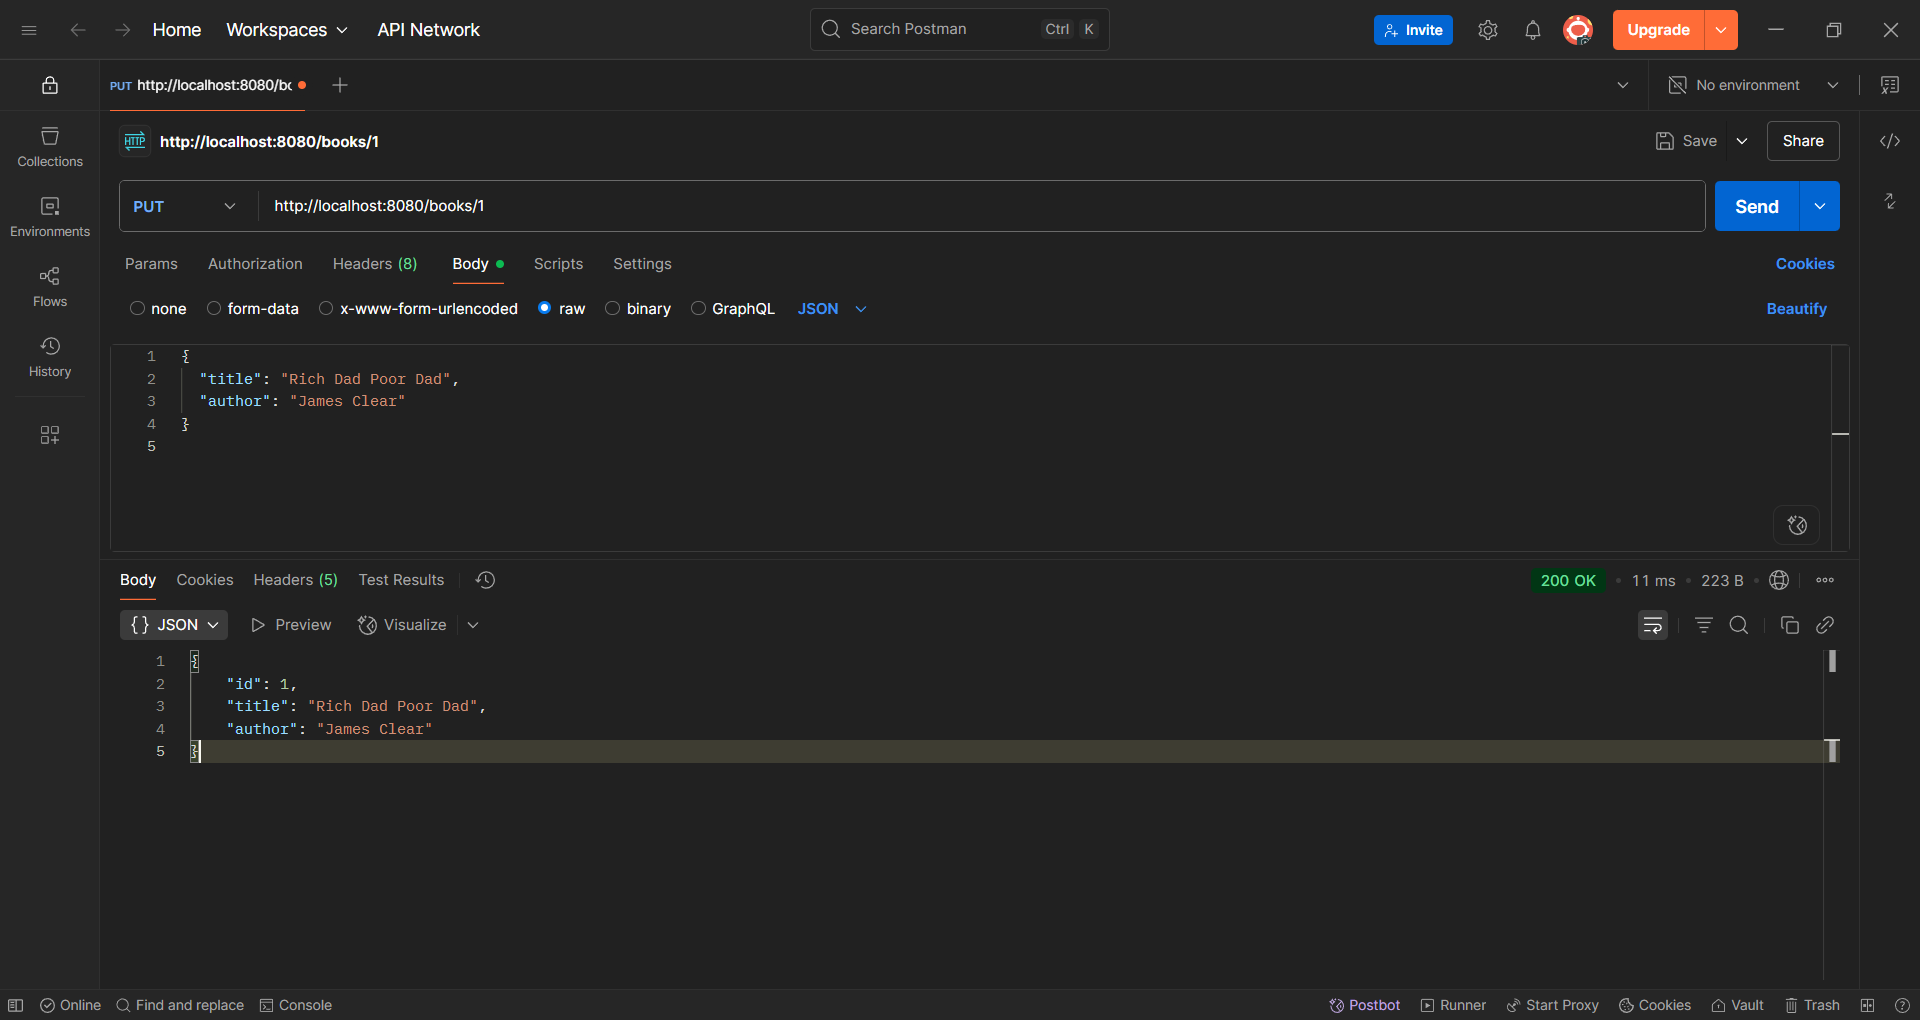 Home Workspaces API Network Search Postman Ctrl K Invite Upgrade
PUT http://localhost:8080/bc No environment
HTTP http://localhost:8080/books/1 Save Share
PUT http://localhost:8080/books/1 Send
Params Authorization Headers (8) Body Scripts Settings Cookies
none form-data x-www-form-urlencoded raw binary GraphQL JSON Beautify
1 {
2 "title": "Rich Dad Poor Dad",
3 "author": "James Clear"
4 }
5
Collections
Environments
Flows
History
Body Cookies Headers (5) Test Results 200 OK • 11 ms • 223 B •
{} JSON Preview Visualize
1 {
2 "id": 1,
3 "title": "Rich Dad Poor Dad",
4 "author": "James Clear"
5 }
Online Find and replace Console Postbot Runner Start Proxy Cookies Vault Trash